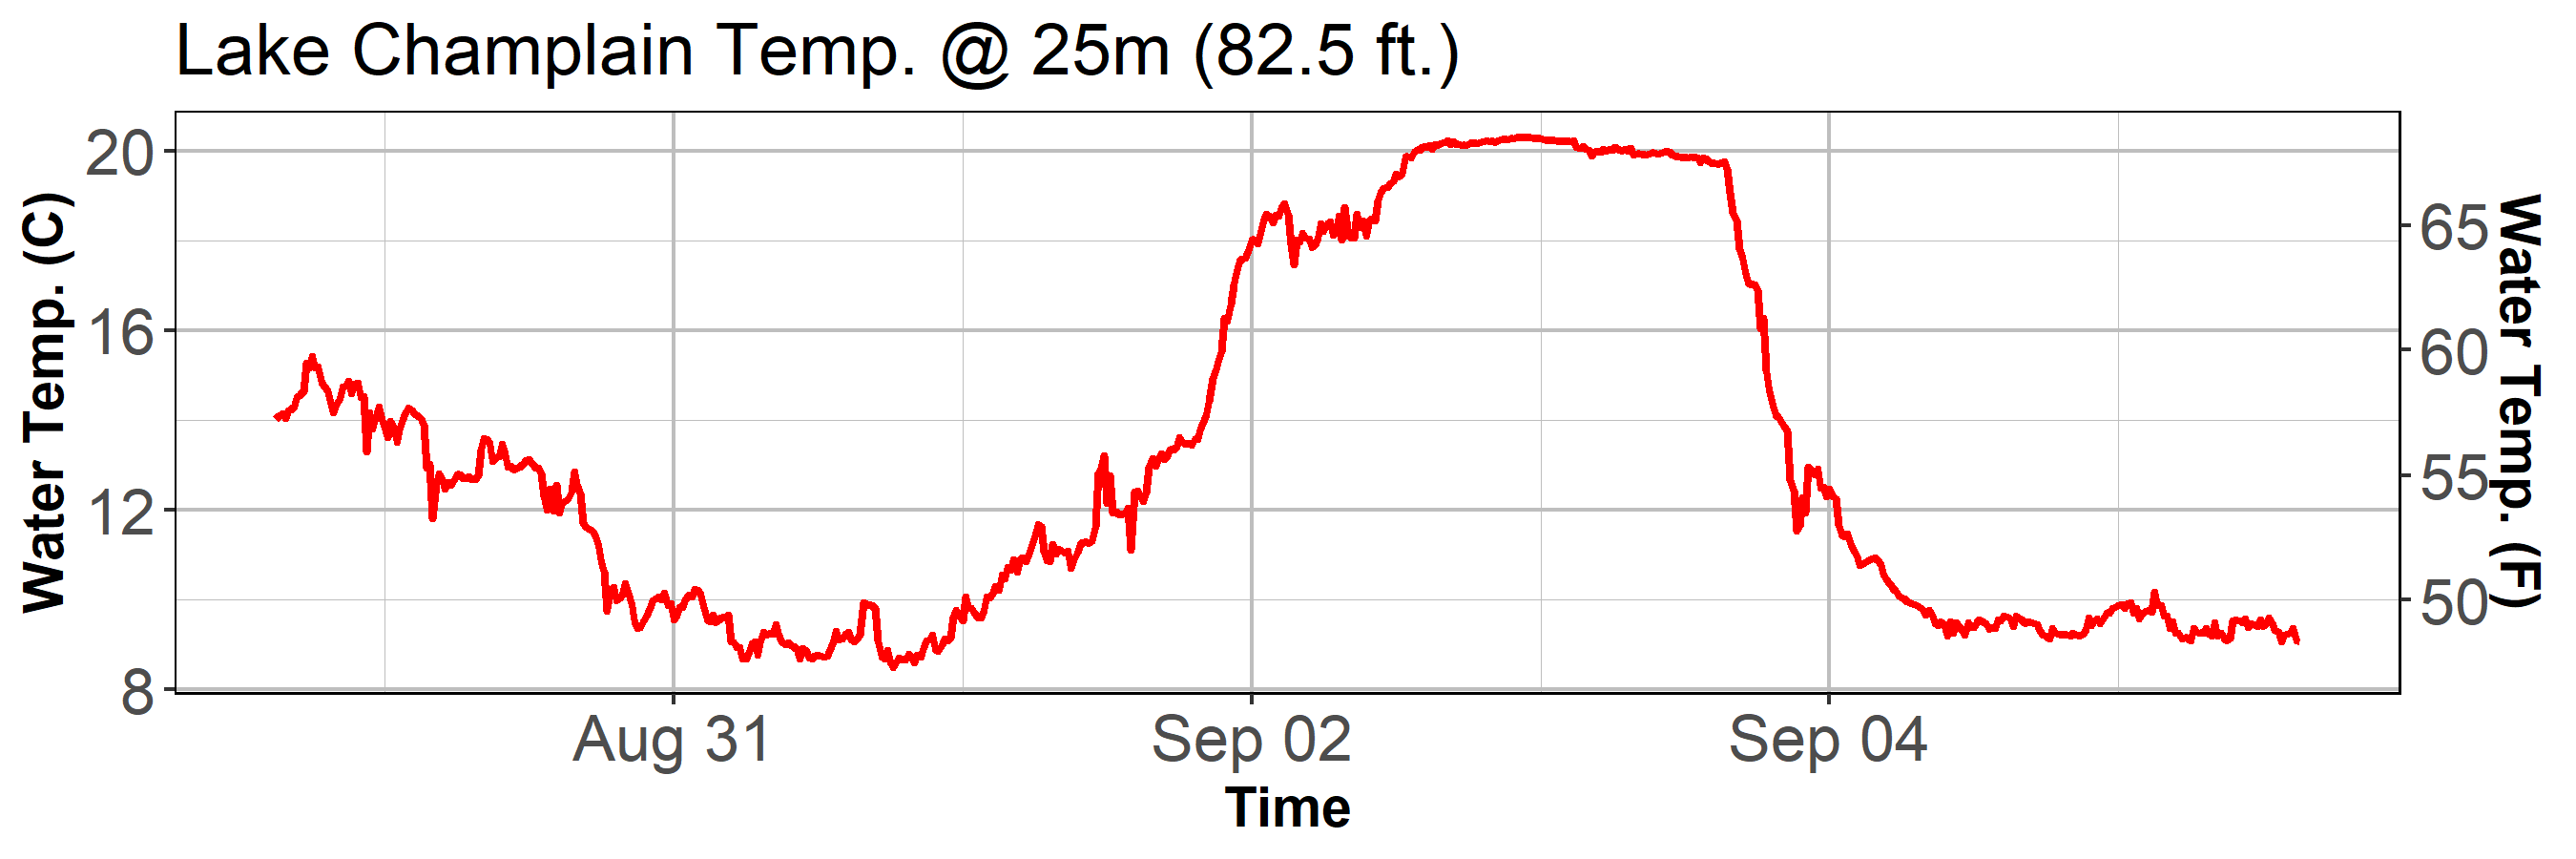 Lake Champlain Temp. @ 25m (82.5 ft.)
Water Temp. (C)
20
16
12
8
65
60
55
50
Water Temp. (F)
Aug 31
Sep 02
Sep 04
Time